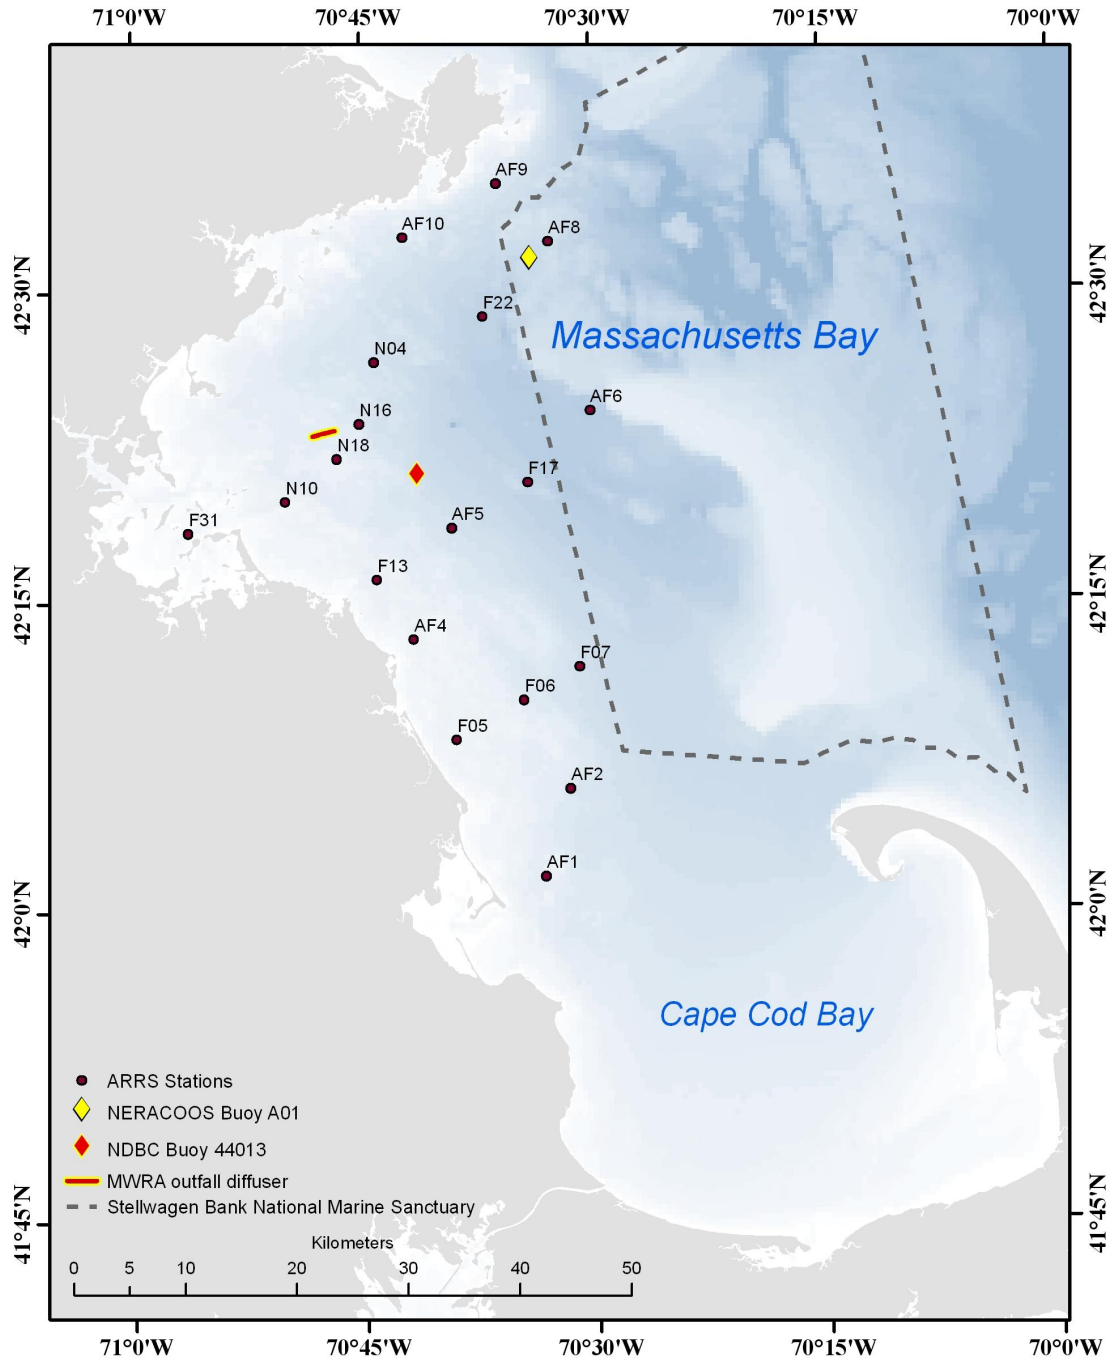 71°0'W 70°45'W 70°30'W 70°15'W 70°0'W
AF9
AF10
AF8
42°30'N
42°30'N
F22
Massachusetts Bay
N04
AF6
N16
N18
F17
N10
AF5
F31
F13
42°15'N
42°15'N
AF4
F07
F06
F05
AF2
AF1
42°0'N
42°0'N
Cape Cod Bay
ARRS Stations
NERACOOS Buoy A01
NDBC Buoy 44013
MWRA outfall diffuser
Stellwagen Bank National Marine Sanctuary
41°45'N
41°45'N
Kilometers
0 5 10 20 30 40 50
71°0'W 70°45'W 70°30'W 70°15'W 70°0'W